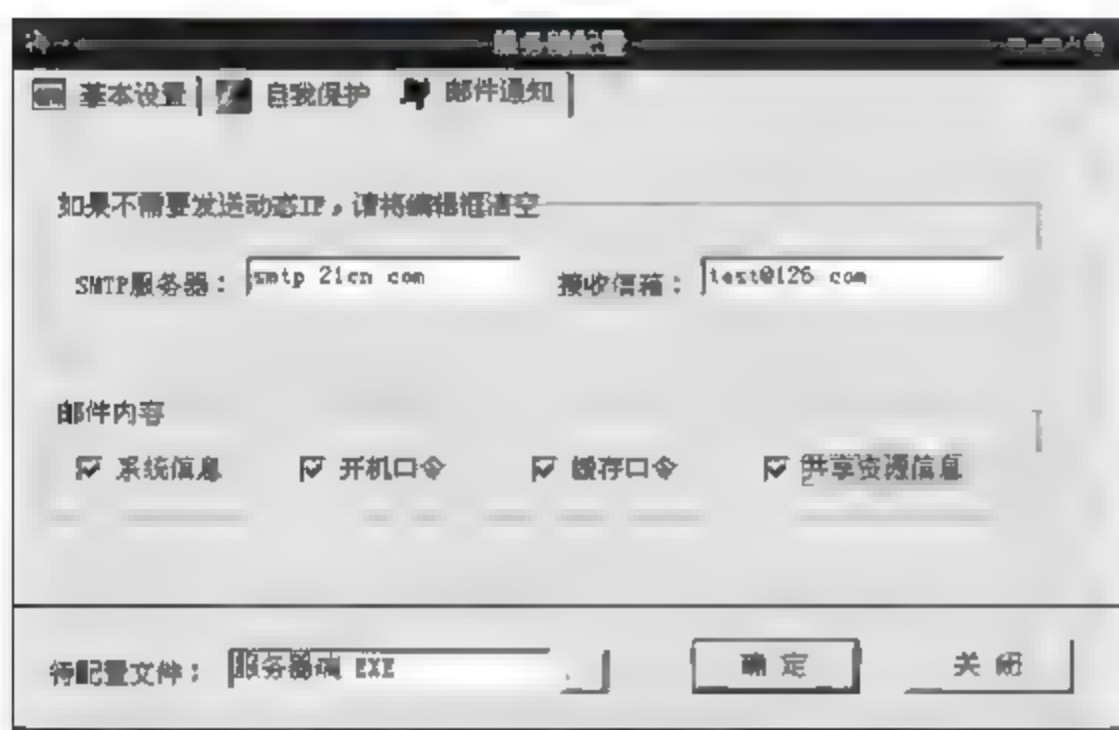 服务器配置
基本设置 自我保护 邮件通知
如果不需要发送动态IP，请将编辑框清空
SMTP服务器： smtp 21cn com 接收信箱： test@126 com
邮件内容
系统信息 开机口令 缓存口令 共享资源信息
待配置文件： 服务器端 EXE 确 定 关 闭